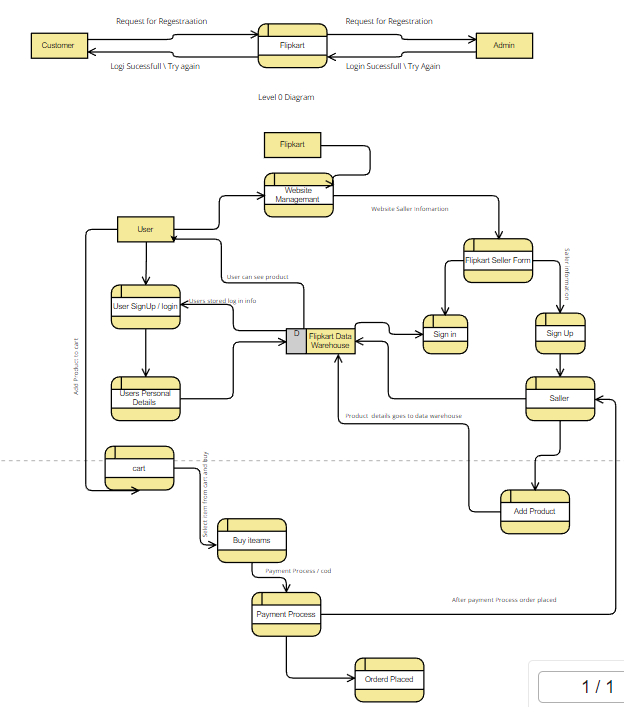 Request for Regestraation
Request for Regestration
Customer
Flipkart
Admin
Logi Sucessfull \ Try again
Login Sucessfull \ Try Again
Level 0 Diagram
Flipkart
Website
Managemant
Website Saller Infomartion
User
Flipkart Seller Form
Saller information
User can see product
User SignUp / login
Users stored log in info
D
Flipkart Data
Warehouse
Sign in
Sign Up
Add Product to cart
Users Personal
Details
Saller
Product details goes to data warehouse
cart
Select item from cart and buy
Add Product
Buy iteams
Payment Process / cod
After payment Process order placed
Payment Process
Orderd Placed
1 / 1